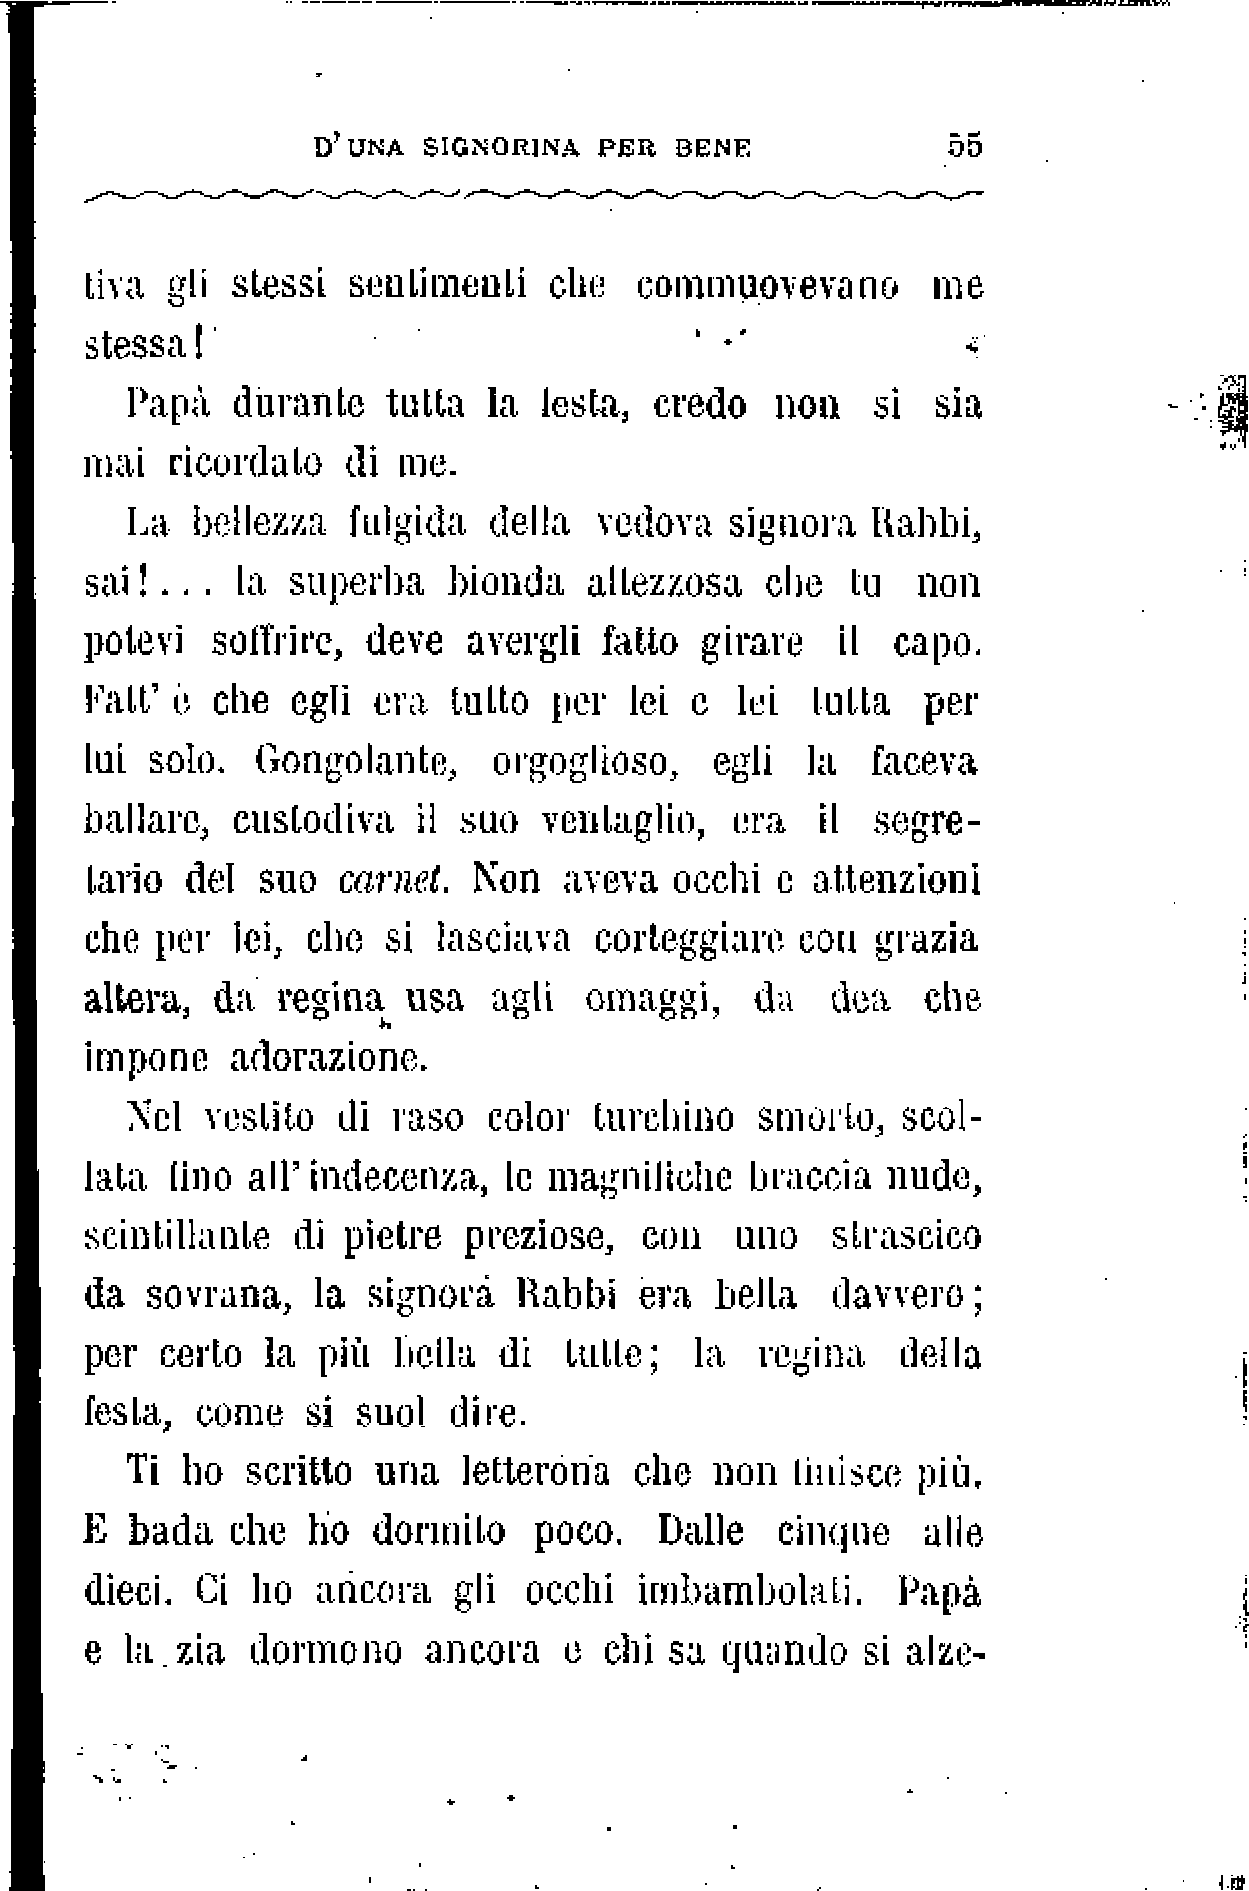 D' UNA SIGNORINA PER BENE 55
tiva gli stessi sentimenti che commuovevano me
stessa!
Papà durante tutta la festa, credo non si sia
mai ricordato di me.
La bellezza fulgida della vedova signora Rabbi,
sai!... la superba bionda altezzosa che tu non
potevi soffrire, deve avergli fatto girare il capo.
Fatt' è che egli era tutto per lei e lei tutta per
lui solo. Gongolante, orgoglioso, egli la faceva
ballare, custodiva il suo ventaglio, era il segre-
tario del suo carnet. Non aveva occhi e attenzioni
che per lei, che si lasciava corteggiare con grazia
altera, da regina usa agli omaggi, da dea che
impone adorazione.
Nel vestito di raso color turchino smorto, scol-
lata fino all' indecenza, le magnifiche braccia nude,
scintillante di pietre preziose, con uno strascico
da sovrana, la signora Rabbi era bella davvero;
per certo la più bella di tutte; la regina della
festa, come si suol dire.
Ti ho scritto una letterona che non finisce più.
E bada che ho dormito poco. Dalle cinque alle
dieci. Ci ho ancora gli occhi imbambolati. Papà
e la zia dormono ancora e chi sa quando si alze-